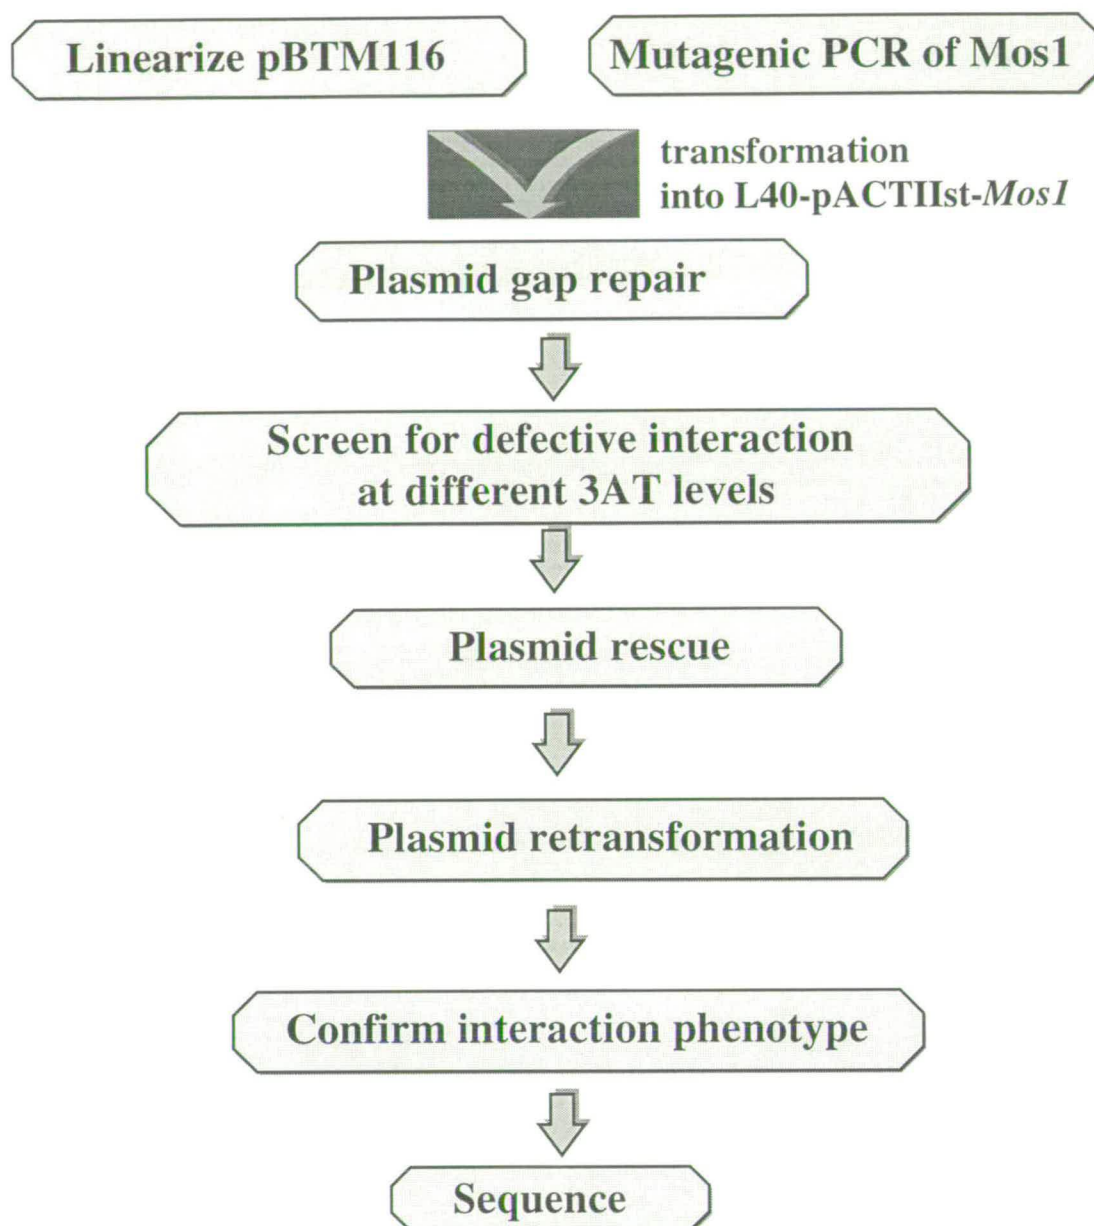 Linearize pBTM116
Mutagenic PCR of Mos1
transformation
into L40-pACTIIst-Mos1
Plasmid gap repair
Screen for defective interaction
at different 3AT levels
Plasmid rescue
Plasmid retransformation
Confirm interaction phenotype
Sequence